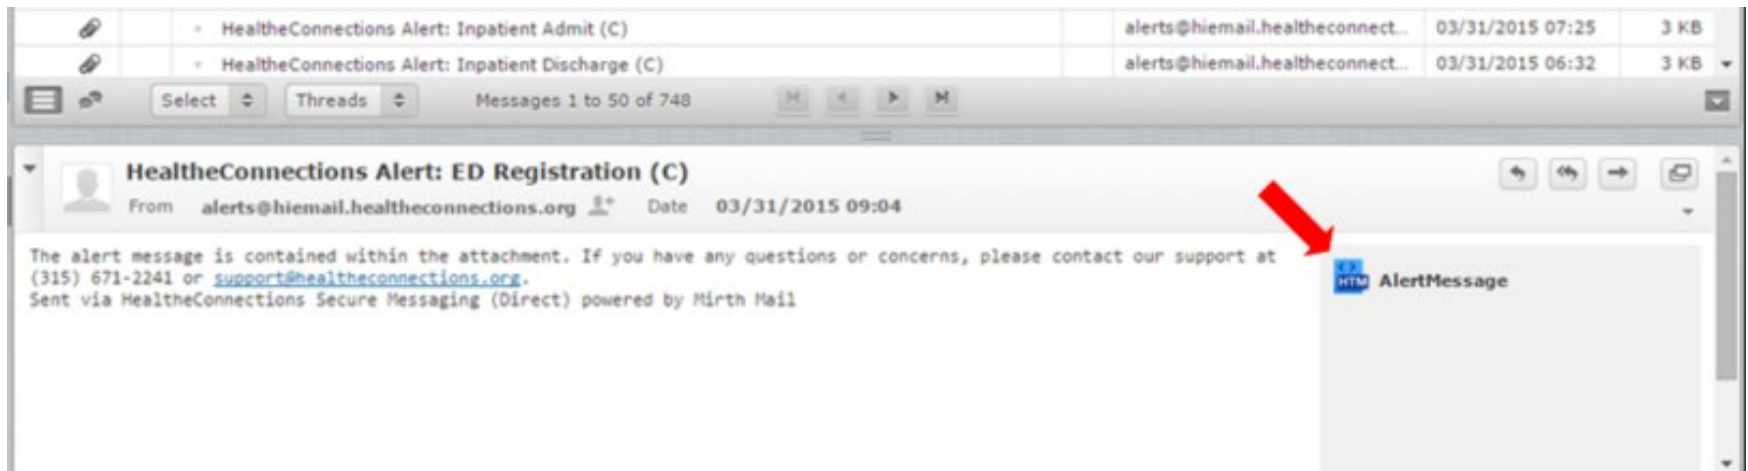 HealtheConnections Alert: Inpatient Admit (C) alerts@hiemail.healtheconnect... 03/31/2015 07:25 3 KB
HealtheConnections Alert: Inpatient Discharge (C) alerts@hiemail.healtheconnect... 03/31/2015 06:32 3 KB
Select Threads Messages 1 to 50 of 748
HealtheConnections Alert: ED Registration (C)
From alerts@hiemail.healtheconnections.org Date 03/31/2015 09:04
The alert message is contained within the attachment. If you have any questions or concerns, please contact our support at
(315) 671-2241 or support@healtheconnections.org.
Sent via HealtheConnections Secure Messaging (Direct) powered by Mirth Mail
HTM AlertMessage